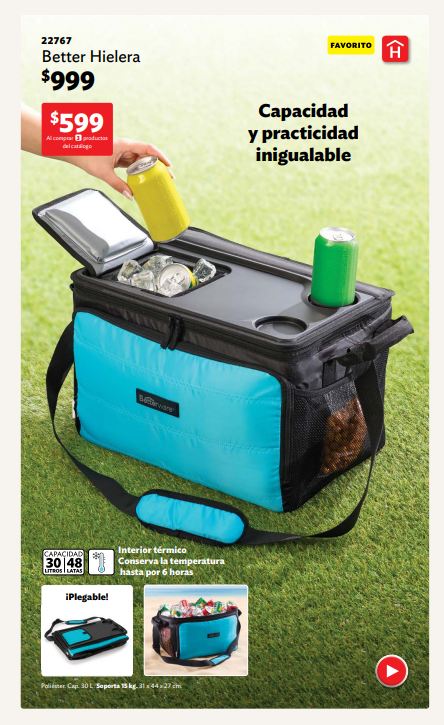 22767
Better Hielera
$999
FAVORITO
$599
Al comprar 2 productos
del catálogo
Capacidad
y practicidad
inigualable
Betterware
CAPACIDAD
30 48
LITROS LATAS
Interior térmico
Conserva la temperatura
hasta por 6 horas
¡Plegable!
Poliéster. Cap. 30 L. Soporta 15 kg. 31 x 44 x 27 cm.